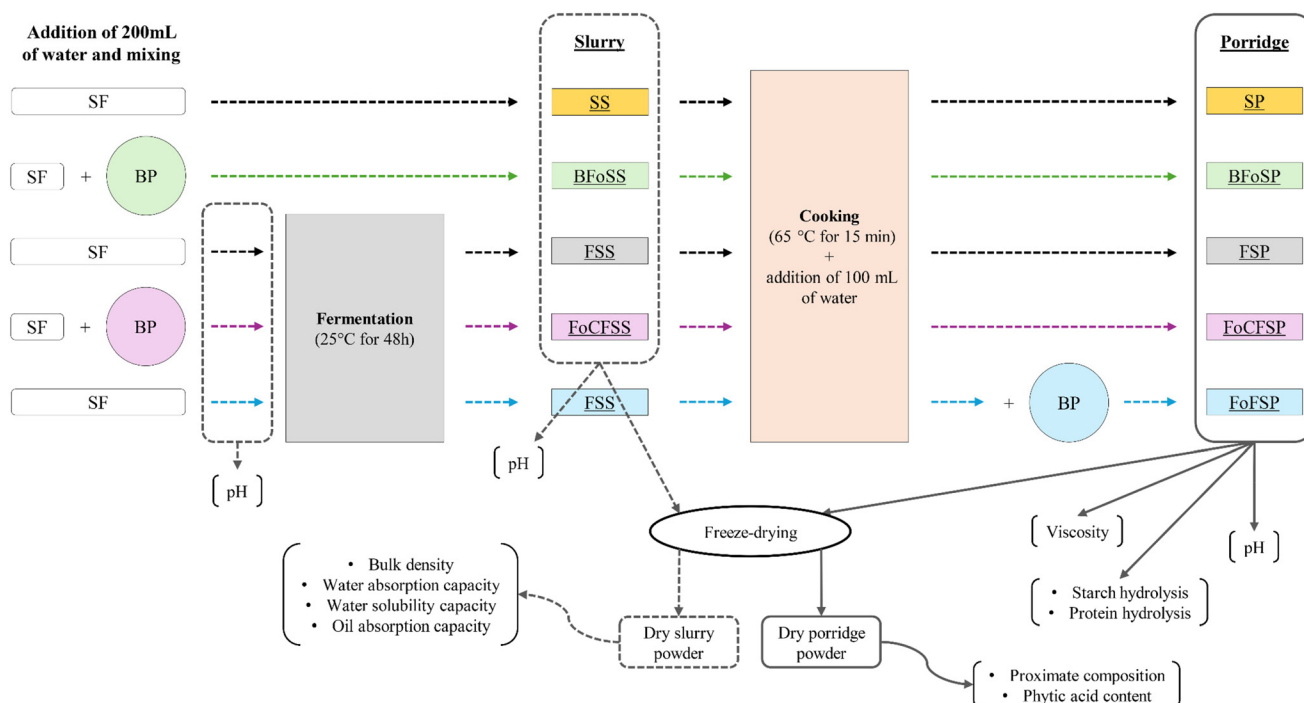 Addition of 200mL
of water and mixing
Slurry
Porridge
SF
SS
SP
SF + BP
BFoSS
BFoSP
SF
FSS
FSP
SF + BP
FoCFSS
FoCFSP
SF
FSS
+ BP
FoFSP
Fermentation
(25°C for 48h)
Cooking
(65 °C for 15 min)
+
addition of 100 mL
of water
pH
pH
Freeze-drying
Viscosity
pH
• Bulk density
• Water absorption capacity
• Water solubility capacity
• Oil absorption capacity
• Starch hydrolysis
• Protein hydrolysis
Dry slurry
powder
Dry porridge
powder
• Proximate composition
• Phytic acid content